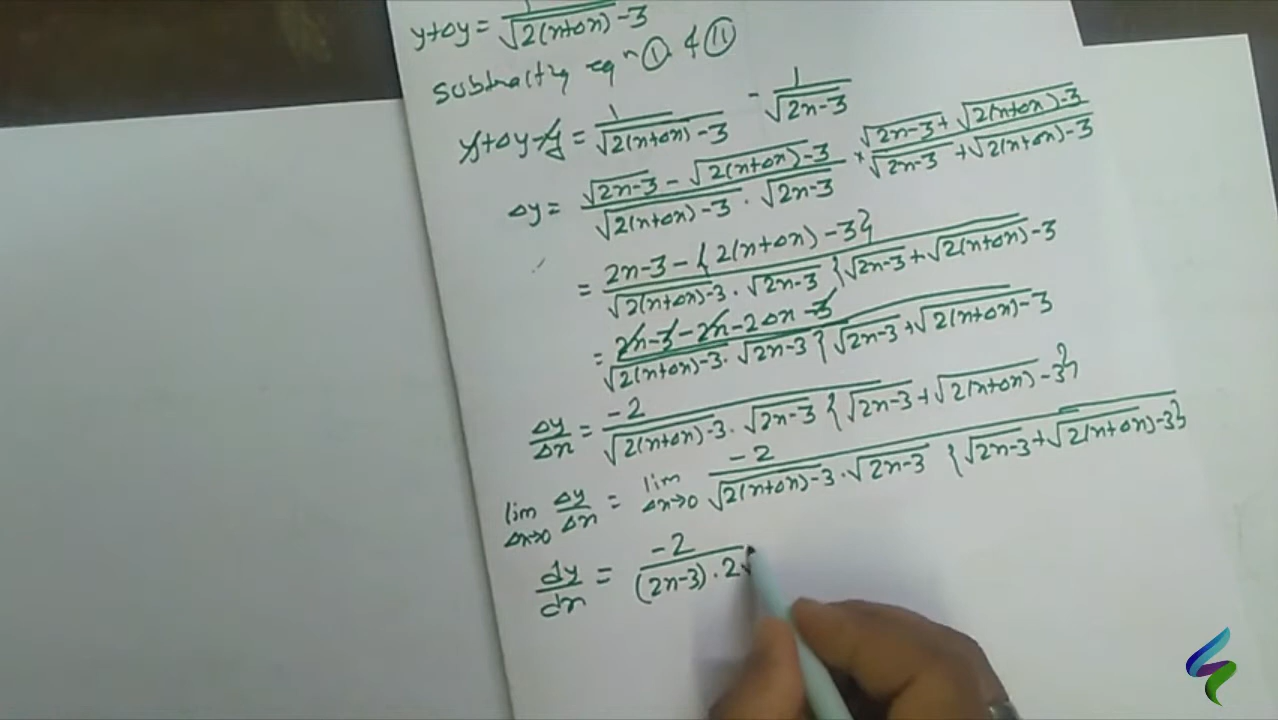 y+Δy = 1/√2(x+Δx)-3
subtracting eqⁿ ① & ⑪
y+Δy-y = 1/√2(x+Δx)-3 - 1/√2x-3
Δy = √2x-3 - √2(x+Δx)-3 / √2(x+Δx)-3 · √2x-3 × √2x-3 + √2(x+Δx)-3 / √2x-3 + √2(x+Δx)-3
= 2x-3-{2(x+Δx)-3} / √2(x+Δx)-3 · √2x-3 {√2x-3 + √2(x+Δx)-3
= 2x-3-2x-2Δx-3 / √2(x+Δx)-3 · √2x-3 {√2x-3 + √2(x+Δx)-3
Δy/Δx = -2 / √2(x+Δx)-3 · √2x-3 {√2x-3 + √2(x+Δx)-3}
lim Δx→0 Δy/Δx = lim Δx→0 -2 / √2(x+Δx)-3 · √2x-3 {√2x-3 + √2(x+Δx)-3}
dy/dx = -2 / (2x-3) · 2√